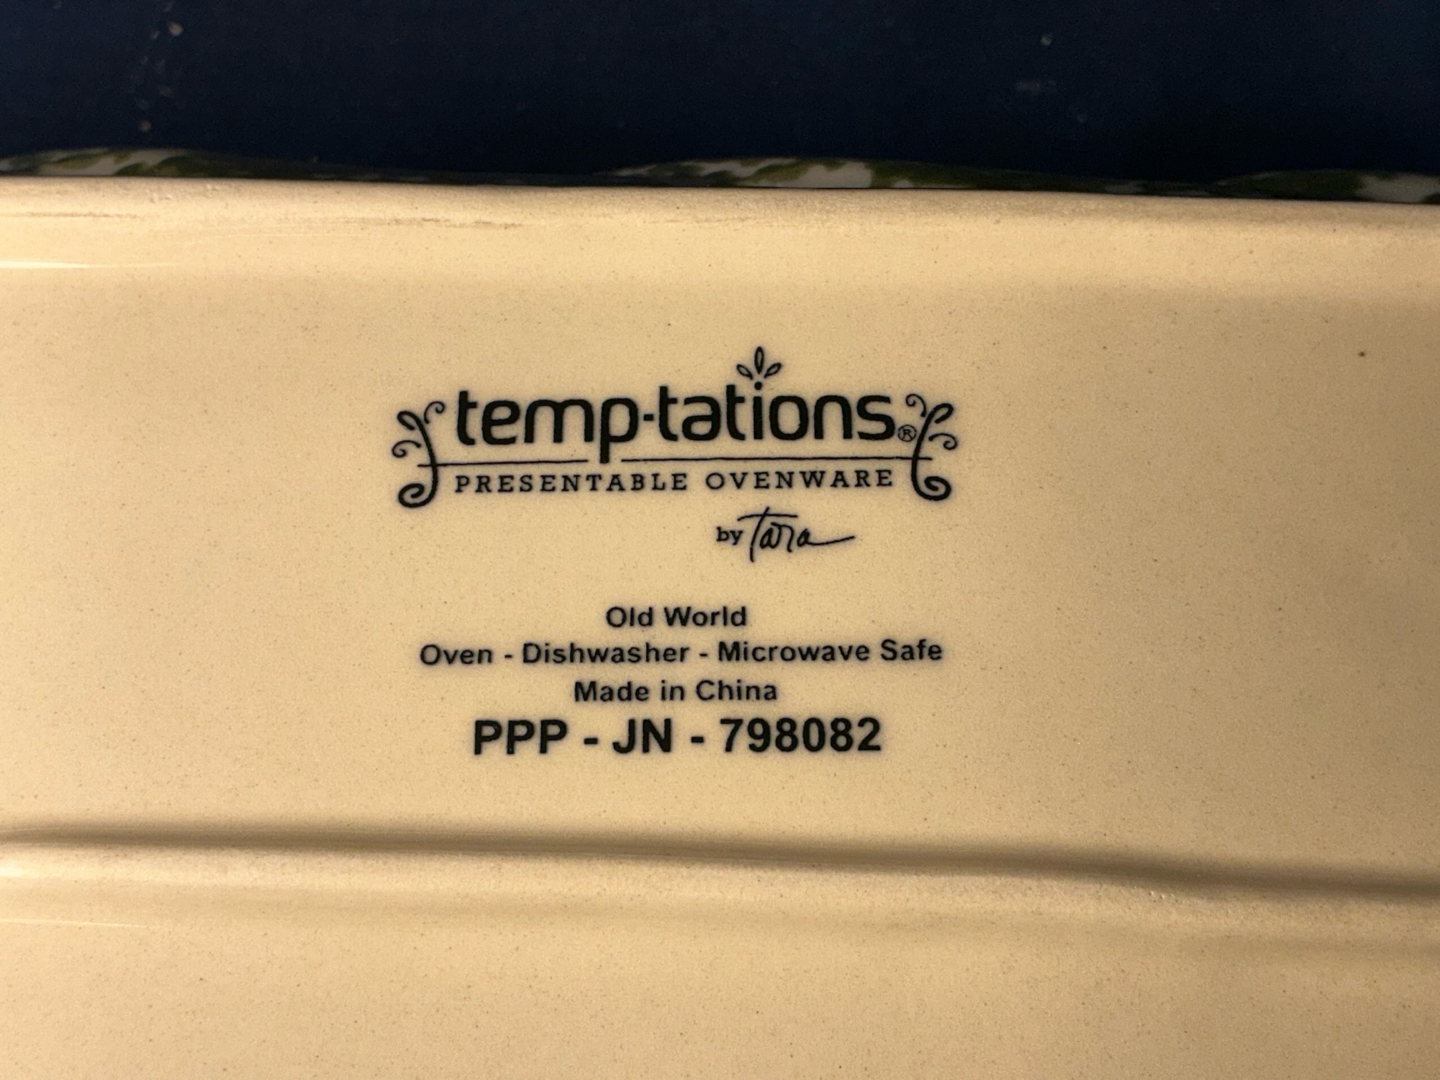 temp-tations®
PRESENTABLE OVENWARE
by Tara
Old World
Oven - Dishwasher - Microwave Safe
Made in China
PPP - JN - 798082